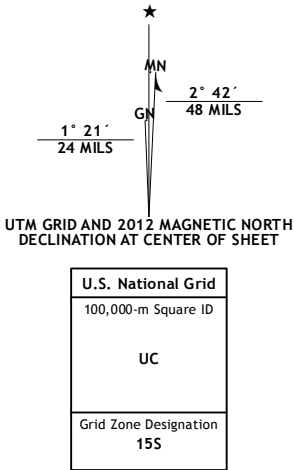 ★
MN
2° 42´
48 MILS
GN
1° 21´
24 MILS
UTM GRID AND 2012 MAGNETIC NORTH
DECLINATION AT CENTER OF SHEET
U.S. National Grid
100,000-m Square ID
UC
Grid Zone Designation
15S